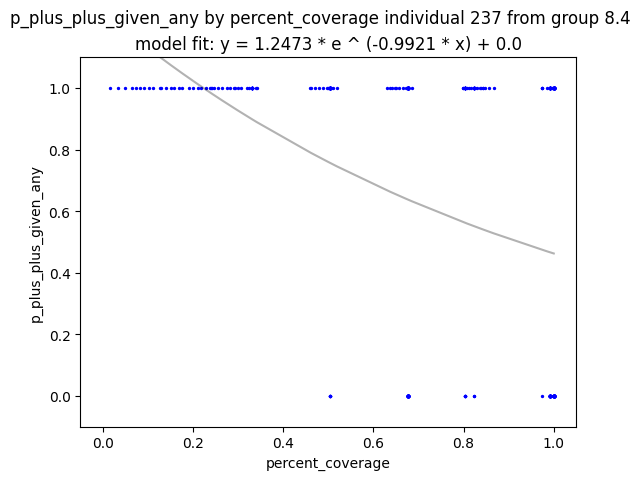 p_plus_plus_given_any by percent_coverage individual 237 from group 8.4
model fit: y = 1.2473 * e ^ (-0.9921 * x) + 0.0
1.0
0.8
0.6
0.4
0.2
0.0
p_plus_plus_given_any
0.0 0.2 0.4 0.6 0.8 1.0
percent_coverage